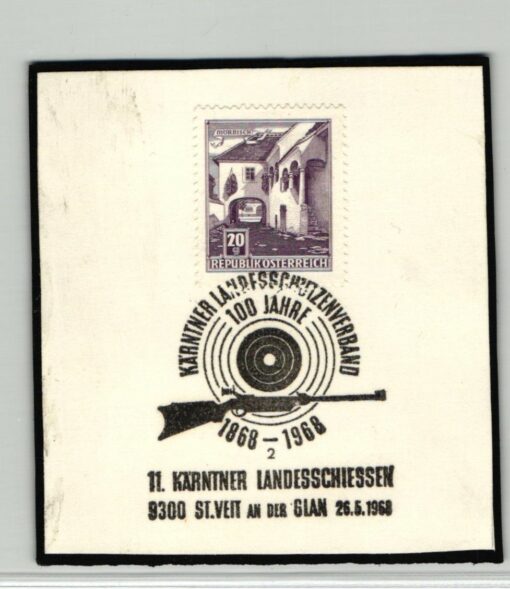 MÖRBISCH
20
g
REPUBLIK ÖSTERREICH
KÄRNTNER LANDESSCHÜTZENVERBAND
100 JAHRE
1868 - 1968
2
11. KÄRNTNER LANDESSCHIESSEN
9300 ST.VEIT AN DER GLAN 26.5.1968